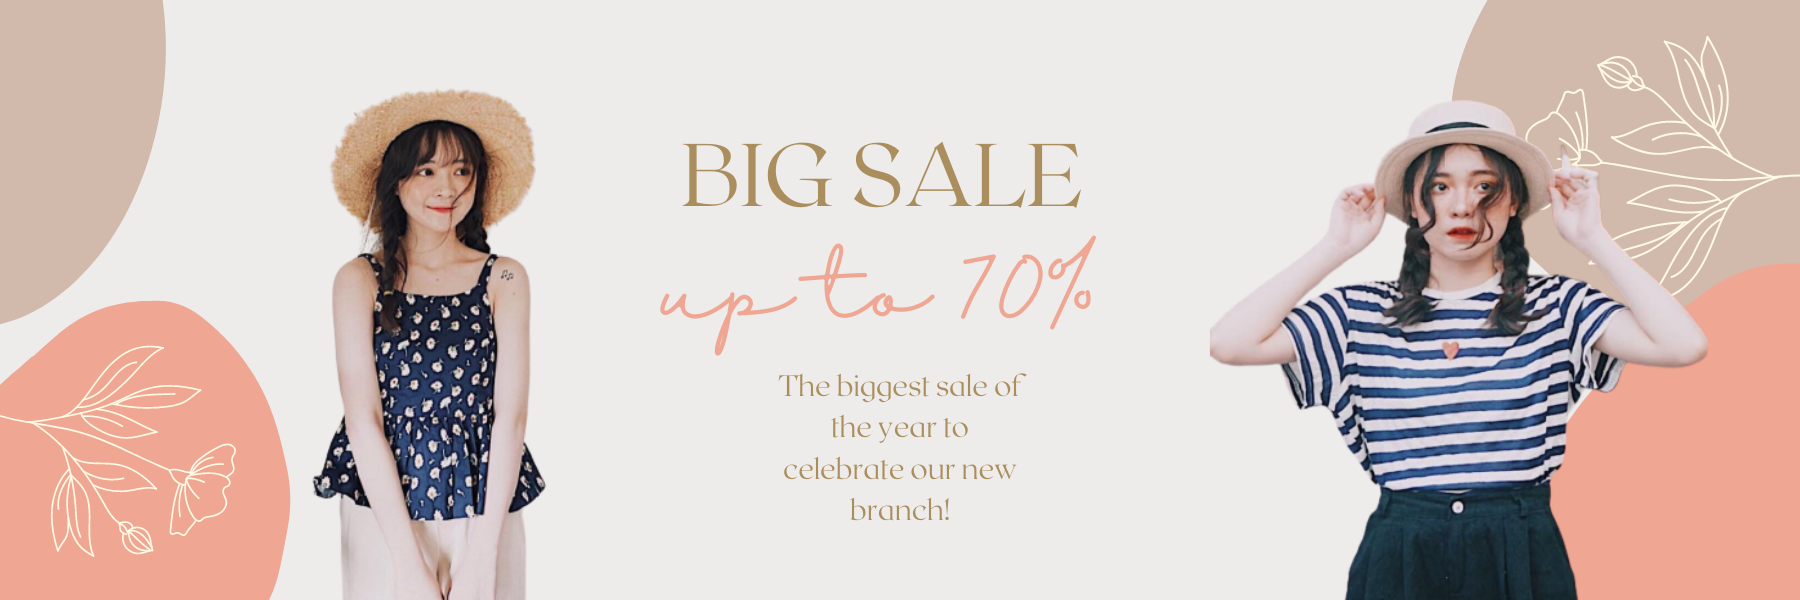 BIG SALE
up to 70%
The biggest sale of
the year to
celebrate our new
branch!